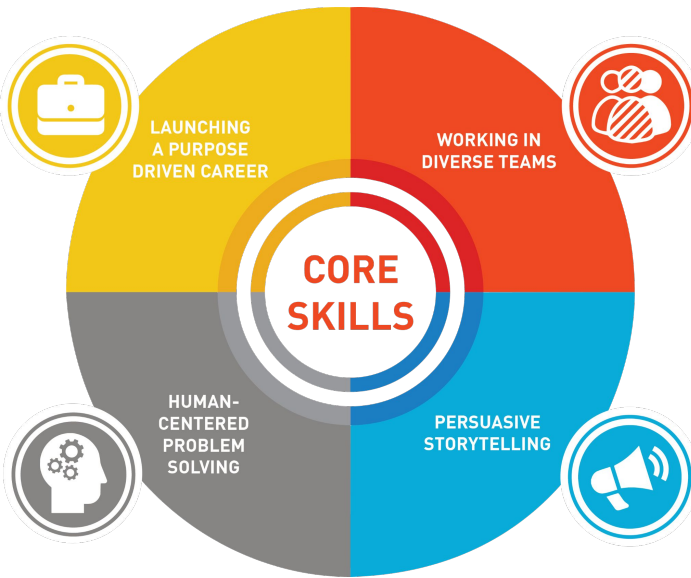 LAUNCHING
A PURPOSE
DRIVEN CAREER
WORKING IN
DIVERSE TEAMS
CORE
SKILLS
HUMAN-
CENTERED
PROBLEM
SOLVING
PERSUASIVE
STORYTELLING